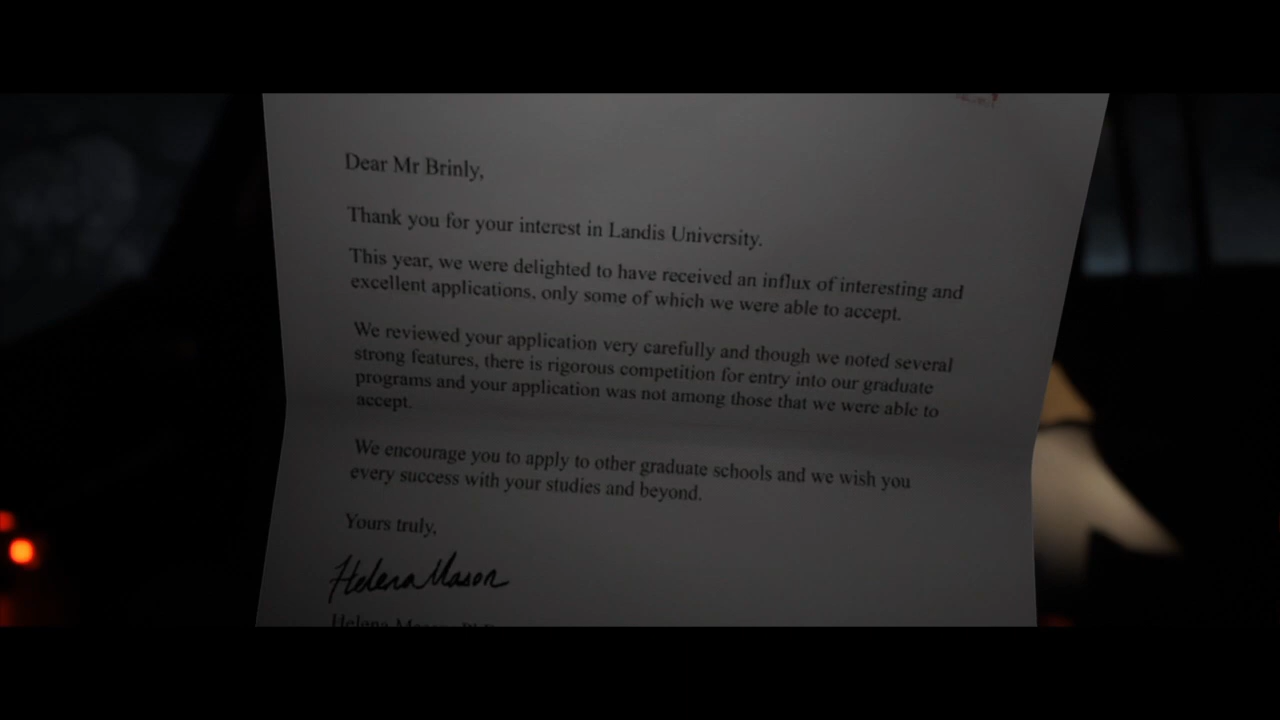 Dear Mr Brinly,
Thank you for your interest in Landis University.
This year, we were delighted to have received an influx of interesting and
excellent applications, only some of which we were able to accept.
We reviewed your application very carefully and though we noted several
strong features, there is rigorous competition for entry into our graduate
programs and your application was not among those that we were able to
accept.
We encourage you to apply to other graduate schools and we wish you
every success with your studies and beyond.
Yours truly,
Helena Mason
Helena Mason, PhD